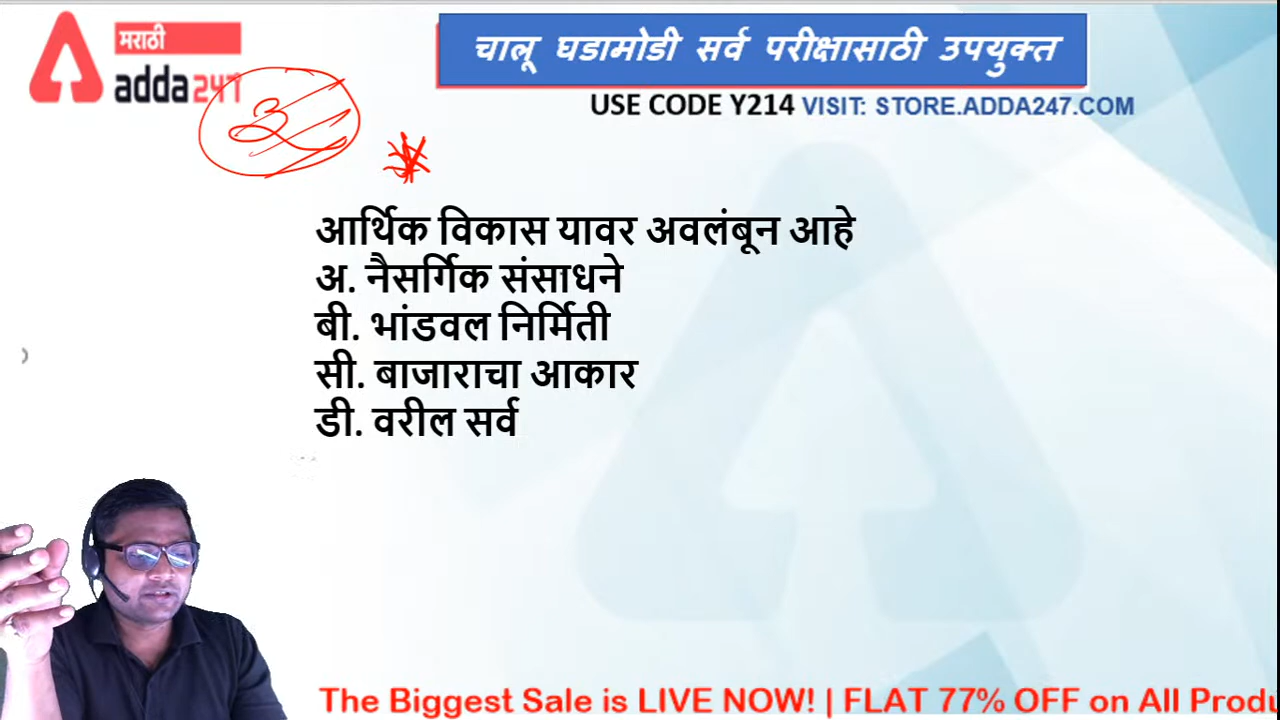 मराठी
adda247
चालू घडामोडी सर्व परीक्षासाठी उपयुक्त
USE CODE Y214 VISIT: STORE.ADDA247.COM
आर्थिक विकास यावर अवलंबून आहे
अ. नैसर्गिक संसाधने
बी. भांडवल निर्मिती
सी. बाजाराचा आकार
डी. वरील सर्व
The Biggest Sale is LIVE NOW! | FLAT 77% OFF on All Produ